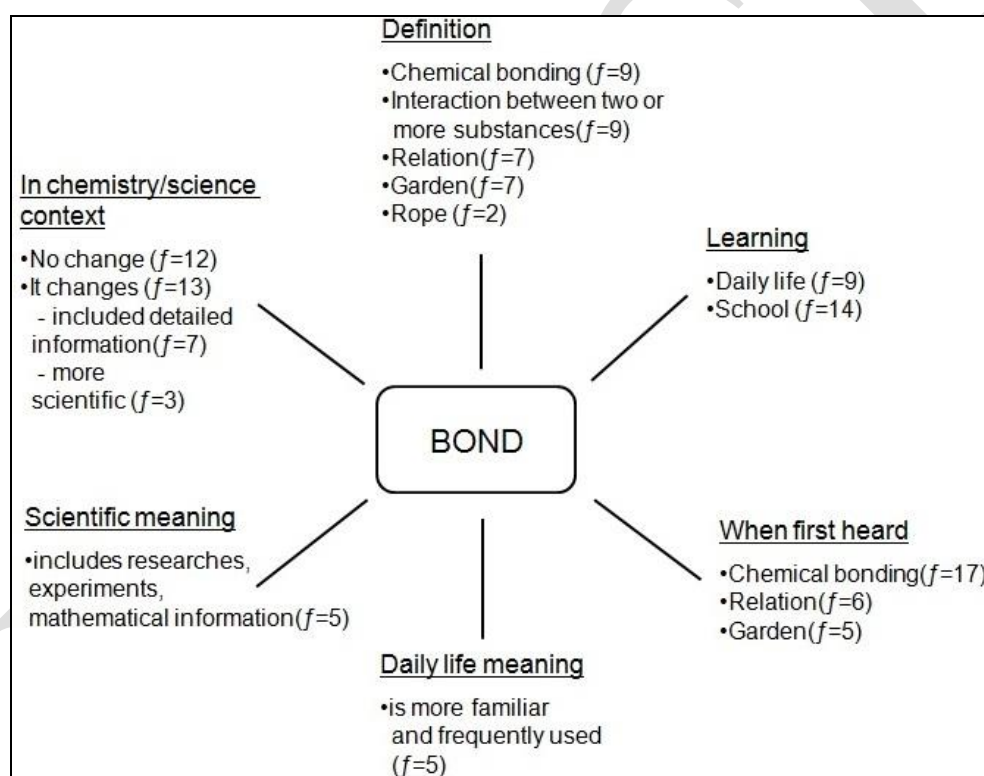 Definition
•Chemical bonding (ƒ=9)
•Interaction between two or
more substances(ƒ=9)
•Relation(ƒ=7)
•Garden(ƒ=7)
•Rope (ƒ=2)
In chemistry/science
context
•No change (ƒ=12)
•It changes (ƒ=13)
- included detailed
information(ƒ=7)
- more
scientific (ƒ=3)
Learning
•Daily life (ƒ=9)
•School (ƒ=14)
BOND
Scientific meaning
•includes researches,
experiments,
mathematical information(ƒ=5)
When first heard
•Chemical bonding(ƒ=17)
•Relation(ƒ=6)
•Garden(ƒ=5)
Daily life meaning
•is more familiar
and frequently used
(ƒ=5)